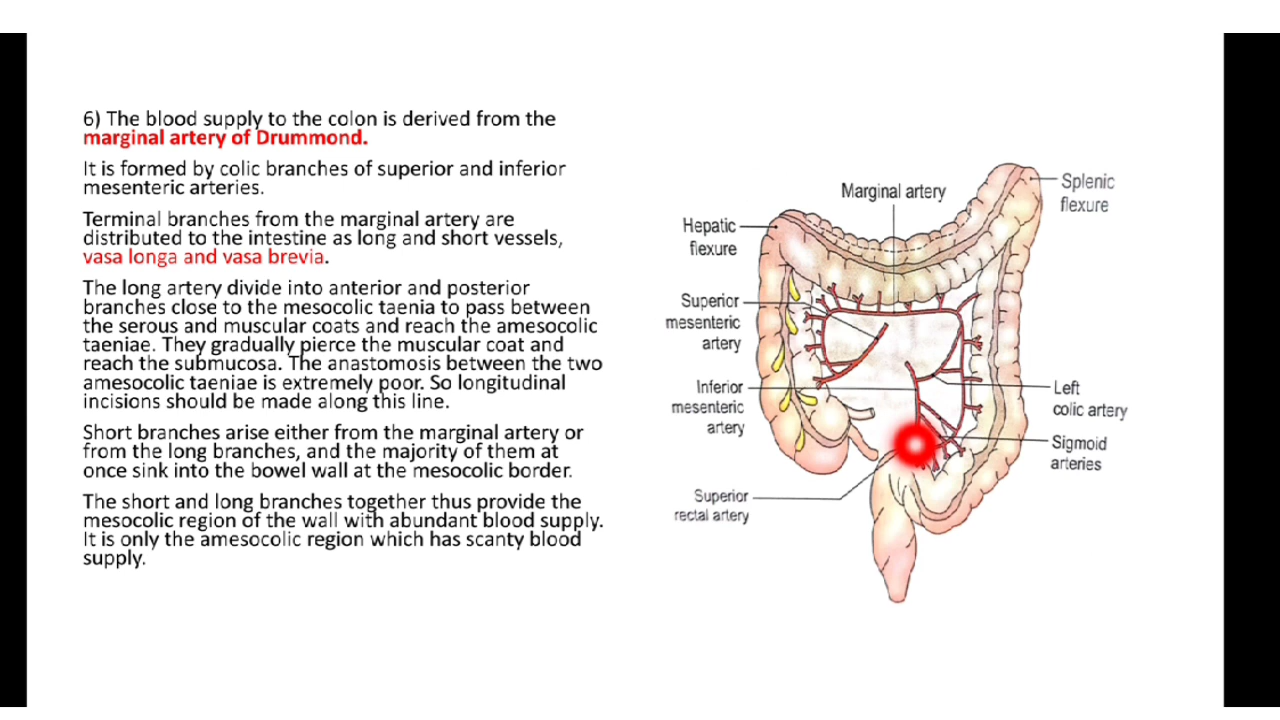 6) The blood supply to the colon is derived from the
marginal artery of Drummond.
It is formed by colic branches of superior and inferior
mesenteric arteries.
Terminal branches from the marginal artery are
distributed to the intestine as long and short vessels,
vasa longa and vasa brevia.
The long artery divide into anterior and posterior
branches close to the mesocolic taenia to pass between
the serous and muscular coats and reach the amesocolic
taeniae. They gradually pierce the muscular coat and
reach the submucosa. The anastomosis between the two
amesocolic taeniae is extremely poor. So longitudinal
incisions should be made along this line.
Short branches arise either from the marginal artery or
from the long branches, and the majority of them at
once sink into the bowel wall at the mesocolic border.
The short and long branches together thus provide the
mesocolic region of the wall with abundant blood supply.
It is only the amesocolic region which has scanty blood
supply.
Marginal artery
Splenic
flexure
Hepatic
flexure
Superior
mesenteric
artery
Inferior
mesenteric
artery
Left
colic artery
Sigmoid
arteries
Superior
rectal artery